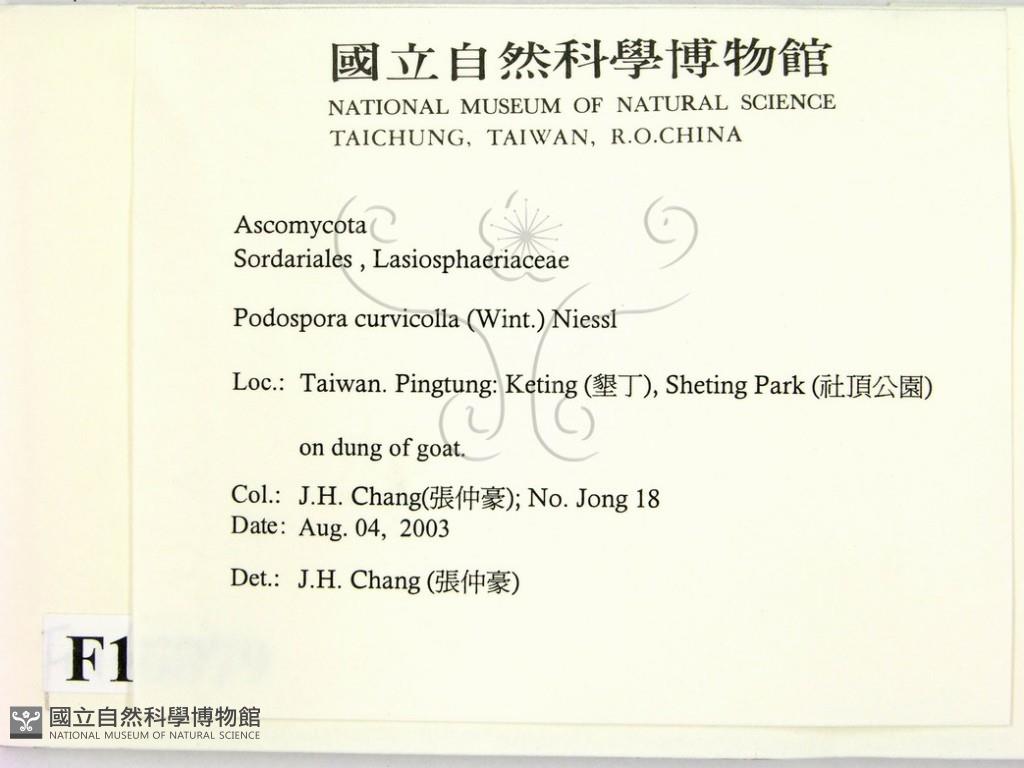 國立自然科學博物館
NATIONAL MUSEUM OF NATURAL SCIENCE
TAICHUNG, TAIWAN, R.O.CHINA
Ascomycota
Sordariales , Lasiosphaeriaceae
Podospora curvicolla (Wint.) Niessl
Loc.: Taiwan. Pingtung: Keting (墾丁), Sheting Park (社頂公園)
on dung of goat.
Col.: J.H. Chang(張仲豪); No. Jong 18
Date: Aug. 04, 2003
Det.: J.H. Chang (張仲豪)
F1
國立自然科學博物館
NATIONAL MUSEUM OF NATURAL SCIENCE